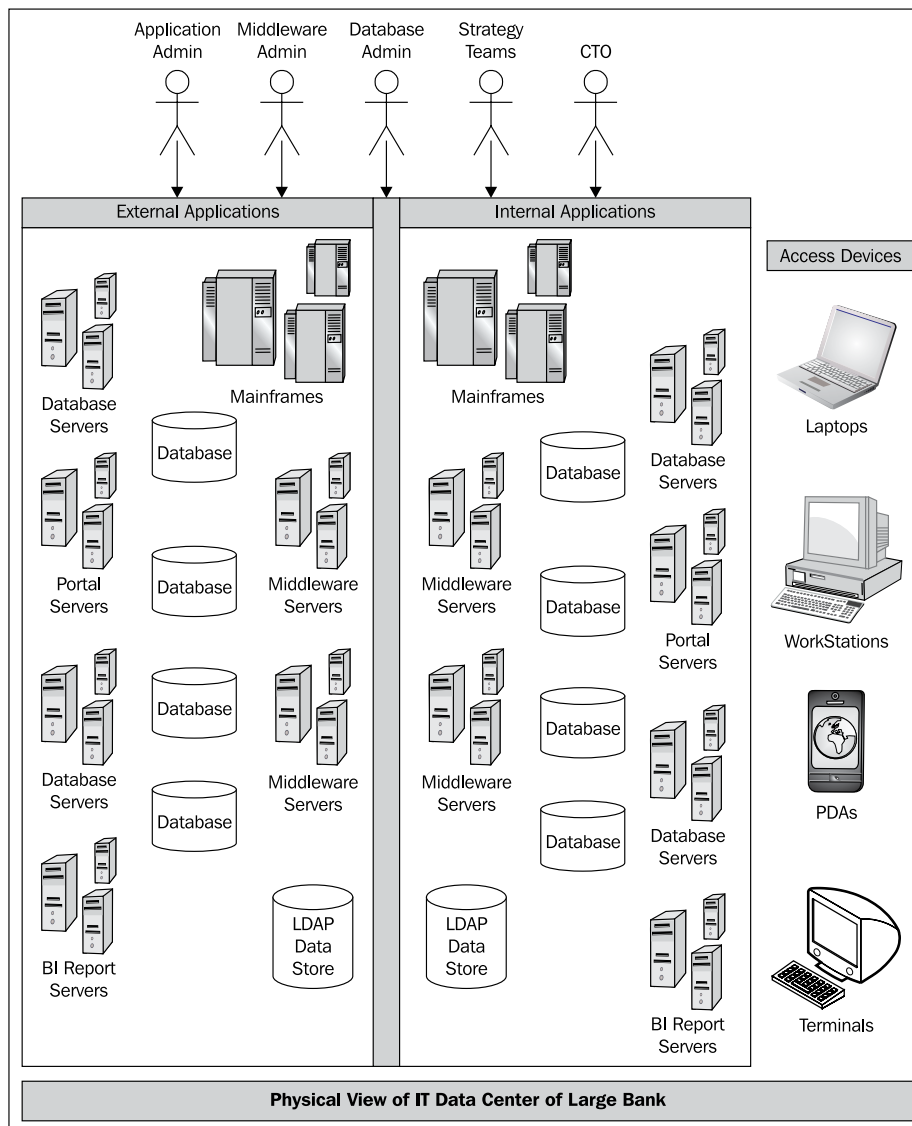 Application
Admin
Middleware
Admin
Database
Admin
Strategy
Teams
CTO
External Applications
Internal Applications
Access Devices
Database
Servers
Mainframes
Database
Portal
Servers
Middleware
Servers
Database
Database
Servers
Database
Middleware
Servers
Database
BI Report
Servers
LDAP
Data
Store
Mainframes
Database
Servers
Database
Middleware
Servers
Database
Portal
Servers
Middleware
Servers
Database
Database
Servers
Database
LDAP
Data
Store
BI Report
Servers
Laptops
WorkStations
PDAs
Terminals
Physical View of IT Data Center of Large Bank